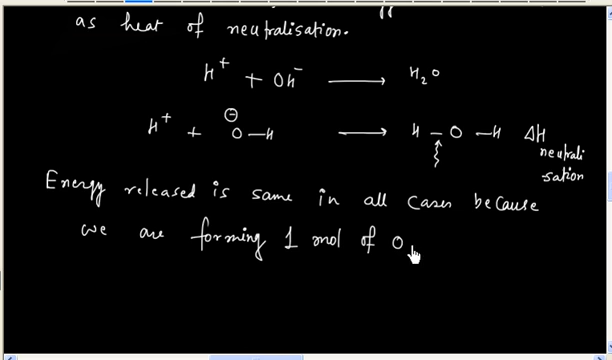 as heat of neutralisation.
H⁺ + OH⁻ → H₂O
H⁺ + ⊖O—H → H—O—H ΔH neutrali
sation
Energy released is same in all cases because
we are forming 1 mol of O